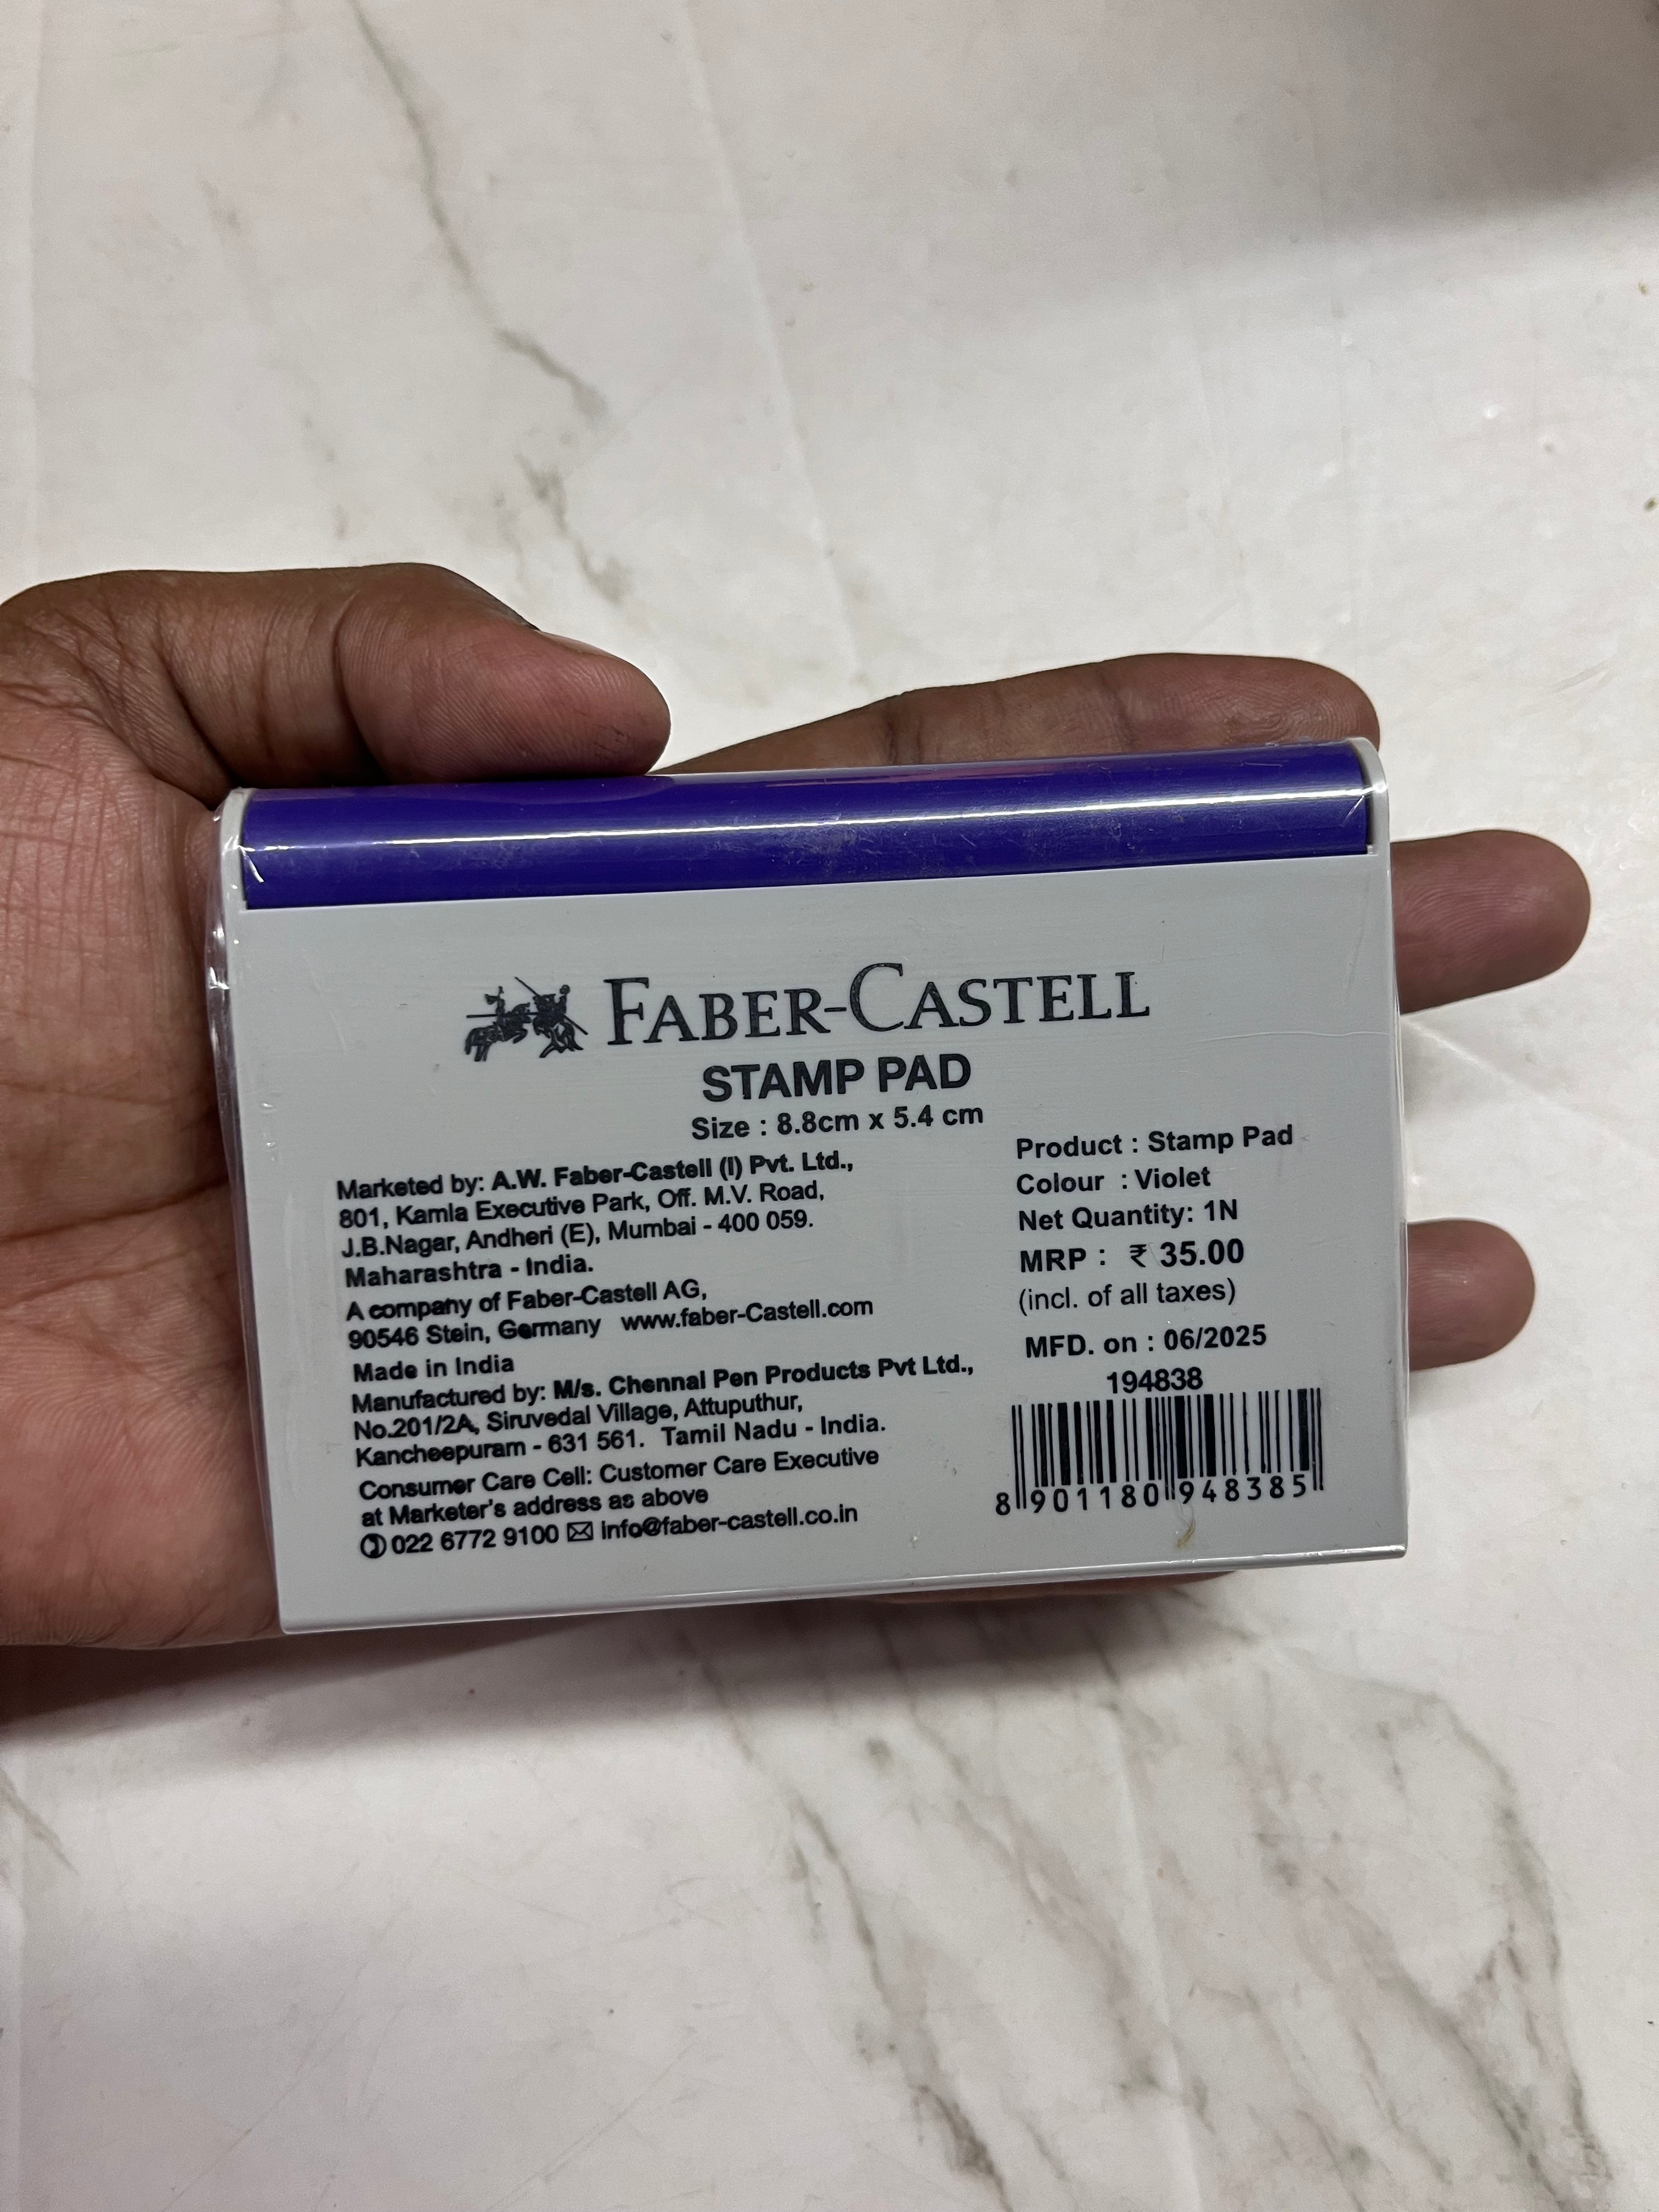 FABER-CASTELL
STAMP PAD
Size : 8.8cm x 5.4 cm
Marketed by: A.W. Faber-Castell (I) Pvt. Ltd.,
801, Kamla Executive Park, Off. M.V. Road,
J.B.Nagar, Andheri (E), Mumbai - 400 059.
Maharashtra - India.
A company of Faber-Castell AG,
90546 Stein, Germany www.faber-Castell.com
Made in India
Manufactured by: M/s. Chennai Pen Products Pvt Ltd.,
No.201/2A, Siruvedal Village, Attuputhur,
Kancheepuram - 631 561. Tamil Nadu - India.
Consumer Care Cell: Customer Care Executive
at Marketer's address as above
022 6772 9100 Info@faber-castell.co.in
Product : Stamp Pad
Colour : Violet
Net Quantity: 1N
MRP : ₹ 35.00
(incl. of all taxes)
MFD. on : 06/2025
194838
8 901180 948385